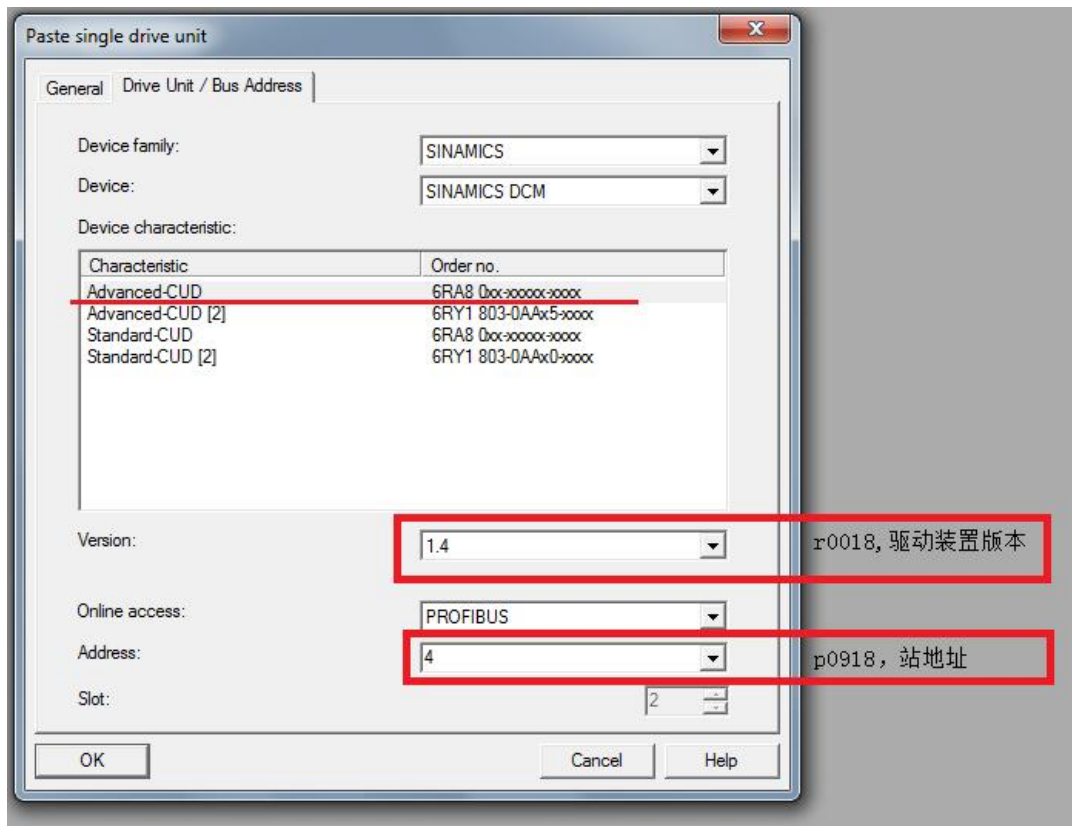 Paste single drive unit
General Drive Unit / Bus Address
Device family: SINAMICS
Device: SINAMICS DCM
Device characteristic:
Characteristic Order no.
Advanced-CUD 6RA8 0xx-xxxxx-xxxx
Advanced-CUD [2] 6RY1 803-0AAx5-xxxx
Standard-CUD 6RA8 0xx-xxxxx-xxxx
Standard-CUD [2] 6RY1 803-0AAx0-xxxx
Version: 1.4 r0018,驱动装置版本
Online access: PROFIBUS
Address: 4 p0918，站地址
Slot: 2
OK Cancel Help